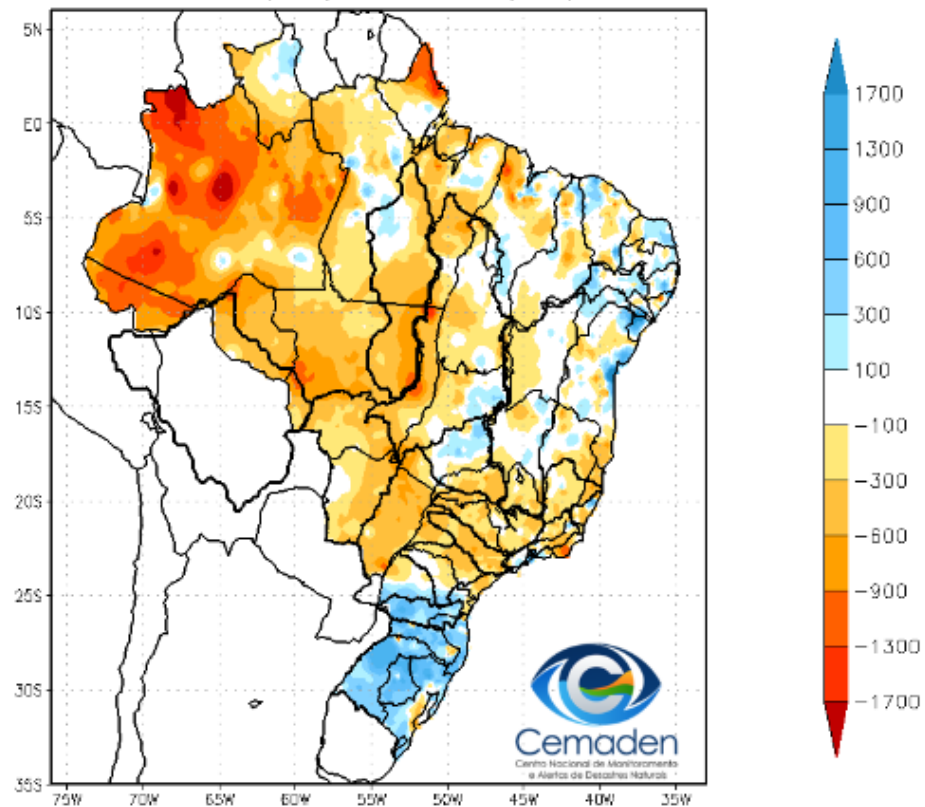 5N
E0
5S
10S
15S
20S
25S
30S
35S
75W
70W
65W
60W
55W
50W
45W
40W
35W
1700
1300
900
600
300
100
-100
-300
-600
-900
-1300
-1700
Cemaden
Centro Nacional de Monitoramento
e Alertas de Desastres Naturais